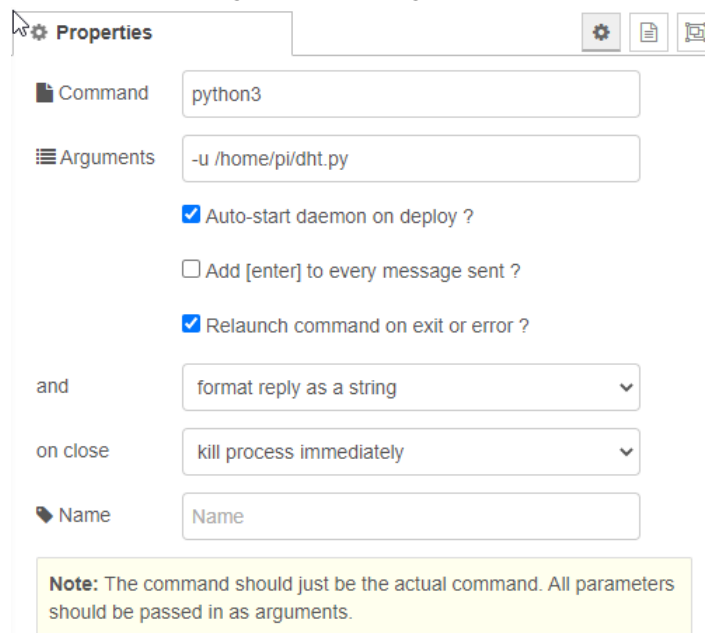 Properties
Command python3
Arguments -u /home/pi/dht.py
Auto-start daemon on deploy ?
Add [enter] to every message sent ?
Relaunch command on exit or error ?
and format reply as a string
on close kill process immediately
Name Name
Note: The command should just be the actual command. All parameters
should be passed in as arguments.